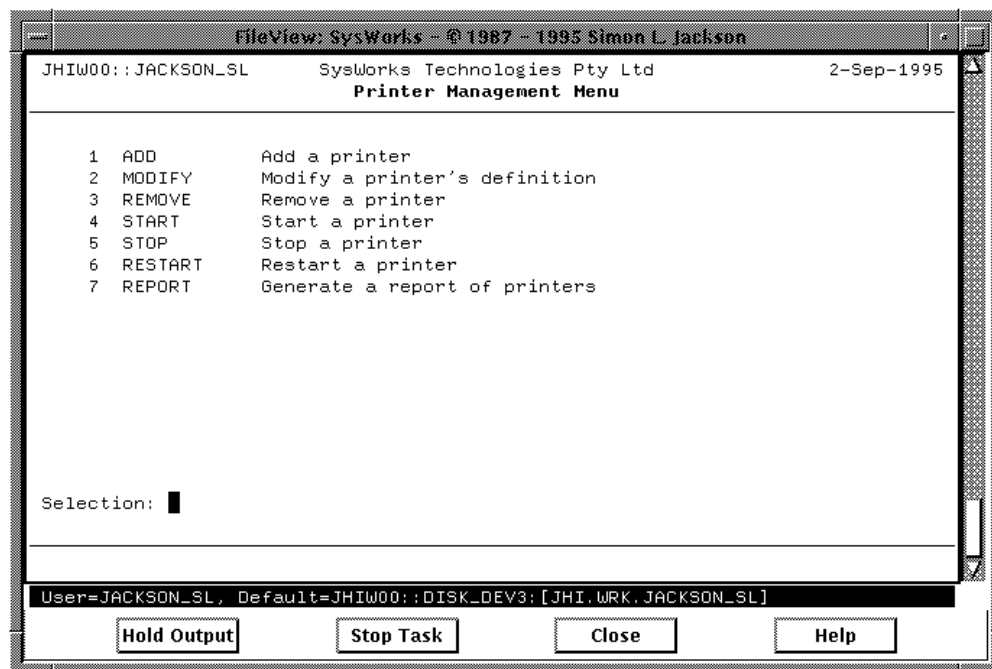 FileView: SysWorks - © 1987 - 1995 Simon L. Jackson
JHIW00::JACKSON_SL SysWorks Technologies Pty Ltd 2-Sep-1995
Printer Management Menu
1 ADD Add a printer
2 MODIFY Modify a printer's definition
3 REMOVE Remove a printer
4 START Start a printer
5 STOP Stop a printer
6 RESTART Restart a printer
7 REPORT Generate a report of printers
Selection:
User=JACKSON_SL, Default=JHIW00::DISK_DEV3:[JHI.WRK.JACKSON_SL]
Hold Output Stop Task Close Help